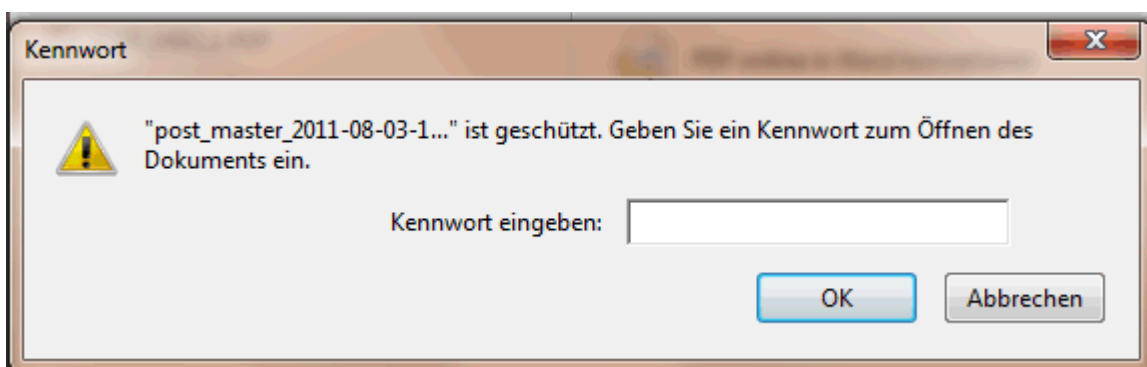 Kennwort
"post_master_2011-08-03-1..." ist geschützt. Geben Sie ein Kennwort zum Öffnen des
Dokuments ein.
Kennwort eingeben:
OK
Abbrechen